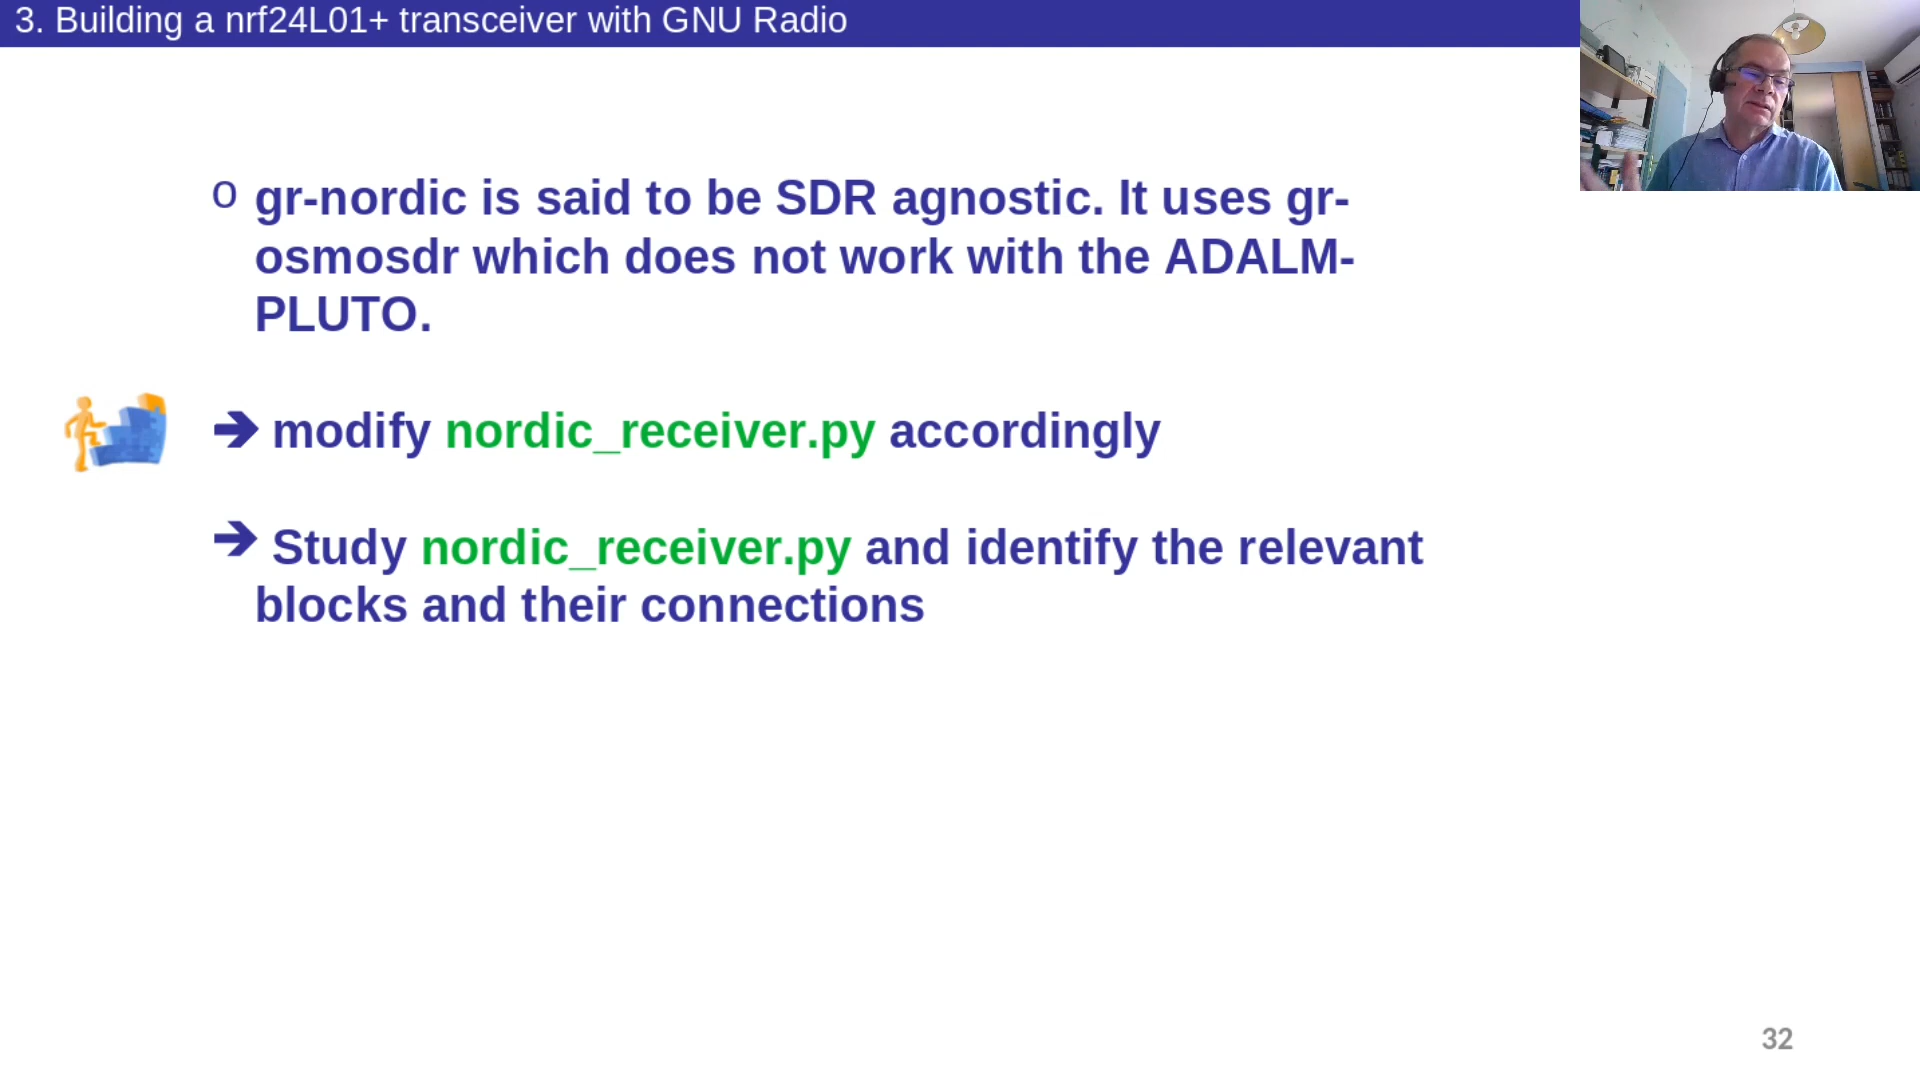 3. Building a nrf24L01+ transceiver with GNU Radio
o gr-nordic is said to be SDR agnostic. It uses gr-
osmosdr which does not work with the ADALM-
PLUTO.
➔ modify nordic_receiver.py accordingly
➔ Study nordic_receiver.py and identify the relevant
blocks and their connections
32